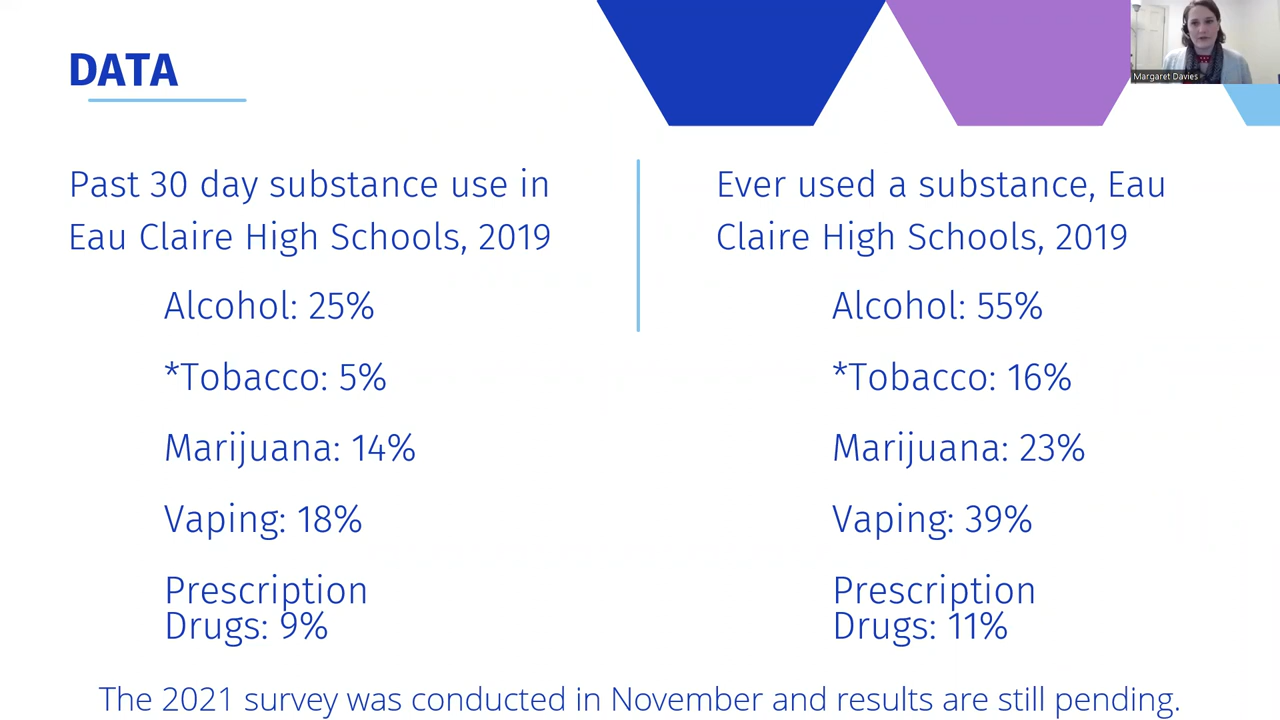 DATA
Margaret Davies
Past 30 day substance use in
Eau Claire High Schools, 2019
Alcohol: 25%
*Tobacco: 5%
Marijuana: 14%
Vaping: 18%
Prescription
Drugs: 9%
Ever used a substance, Eau
Claire High Schools, 2019
Alcohol: 55%
*Tobacco: 16%
Marijuana: 23%
Vaping: 39%
Prescription
Drugs: 11%
The 2021 survey was conducted in November and results are still pending.